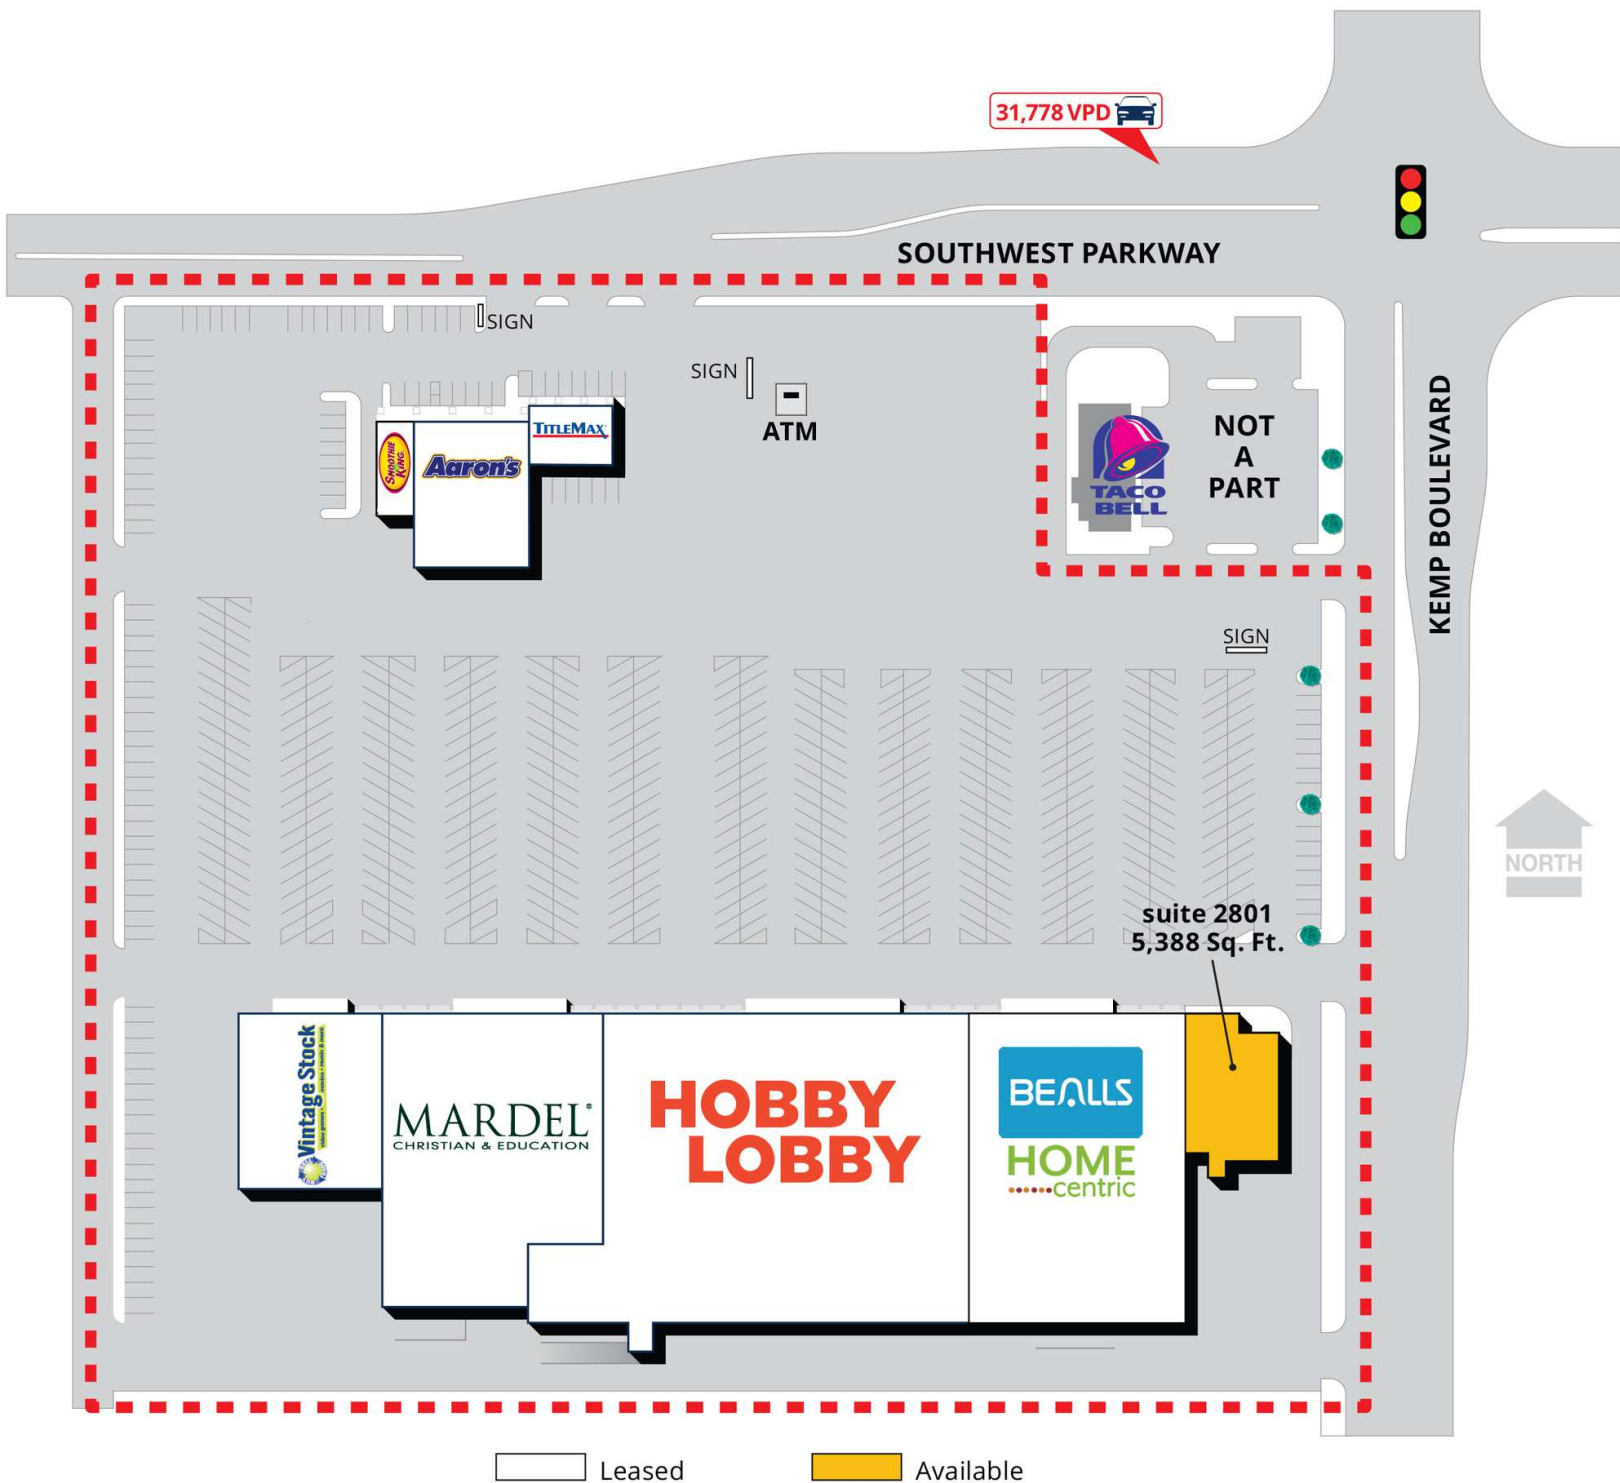 31,778 VPD
SOUTHWEST PARKWAY
SIGN
SIGN
ATM
SMOOTHIE
KING
Aaron's
TITLEMAX
TACO
BELL
NOT
A
PART
KEMP BOULEVARD
SIGN
NORTH
suite 2801
5,388 Sq. Ft.
Vintage Stock
MARDEL®
CHRISTIAN & EDUCATION
HOBBY
LOBBY
BEALLS
HOME
centric
Leased
Available